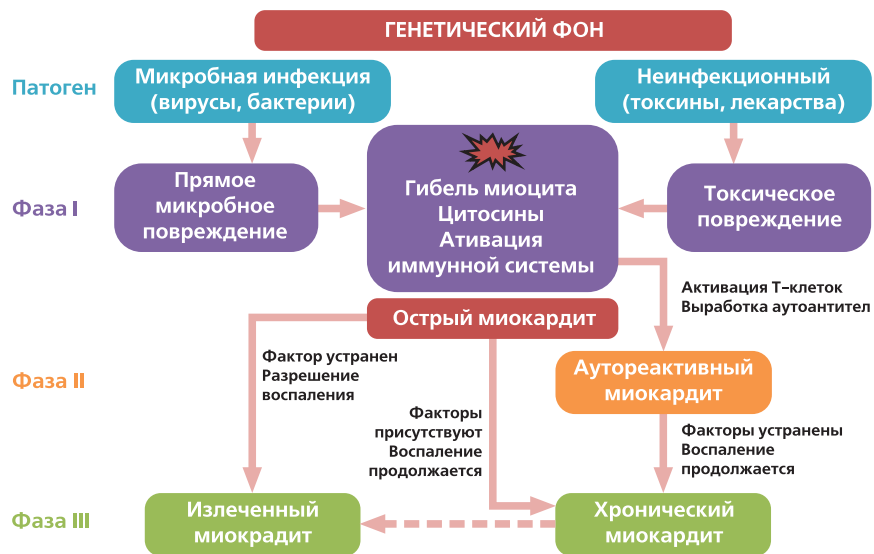 ГЕНЕТИЧЕСКИЙ ФОН
Патоген
Микробная инфекция
(вирусы, бактерии)
Неинфекционный
(токсины, лекарства)
Фаза I
Прямое
микробное
повреждение
Гибель миоцита
Цитосины
Ативация
иммунной системы
Токсическое
повреждение
Активация Т-клеток
Выработка аутоантител
Острый миокардит
Фаза II
Фактор устранен
Разрешение
воспаления
Аутореактивный
миокардит
Факторы
присутствуют
Воспаление
продолжается
Факторы устранены
Воспаление
продолжается
Фаза III
Излеченный
миокрадит
Хронический
миокардит